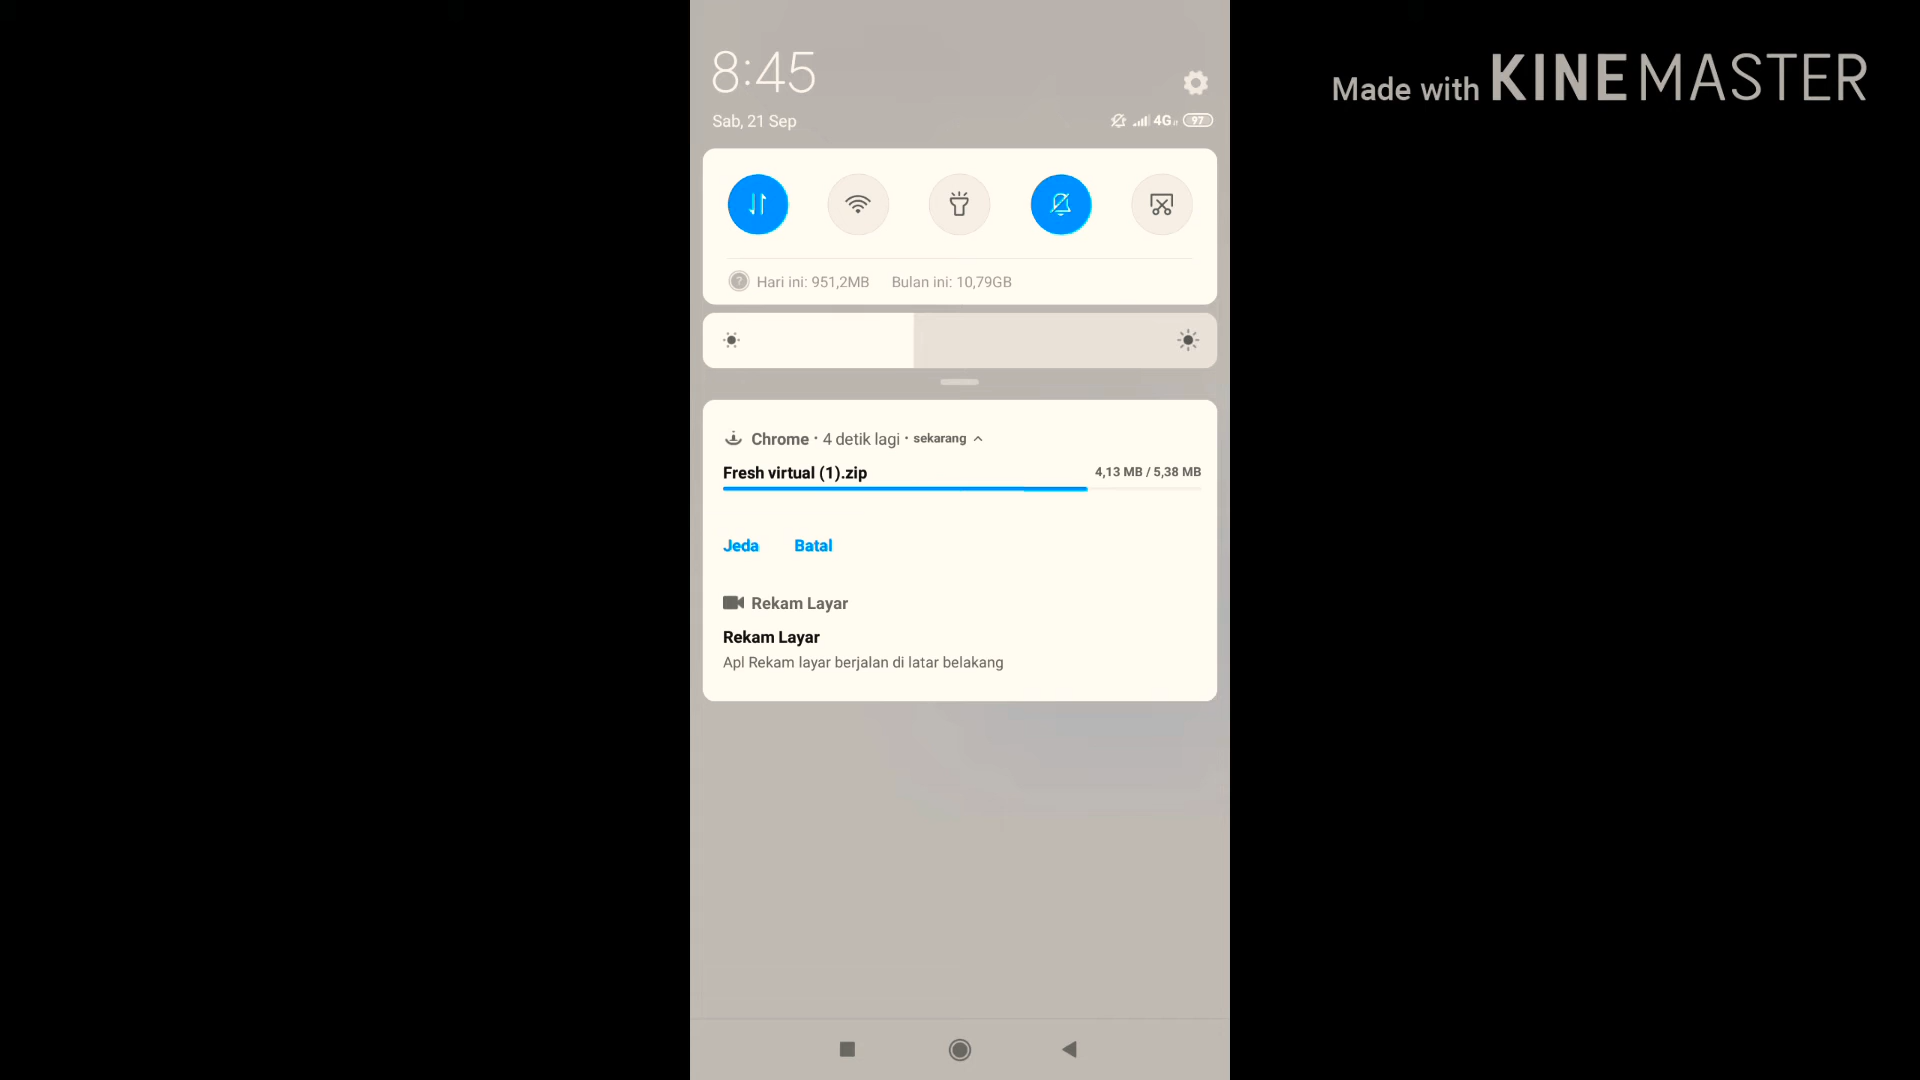 8:45
Made with KINEMASTER
Sab, 21 Sep
4G 97
Hari ini: 951,2MB Bulan ini: 10,79GB
Chrome · 4 detik lagi · sekarang
Fresh virtual (1).zip 4,13 MB / 5,38 MB
Jeda Batal
Rekam Layar
Rekam Layar
Apl Rekam layar berjalan di latar belakang